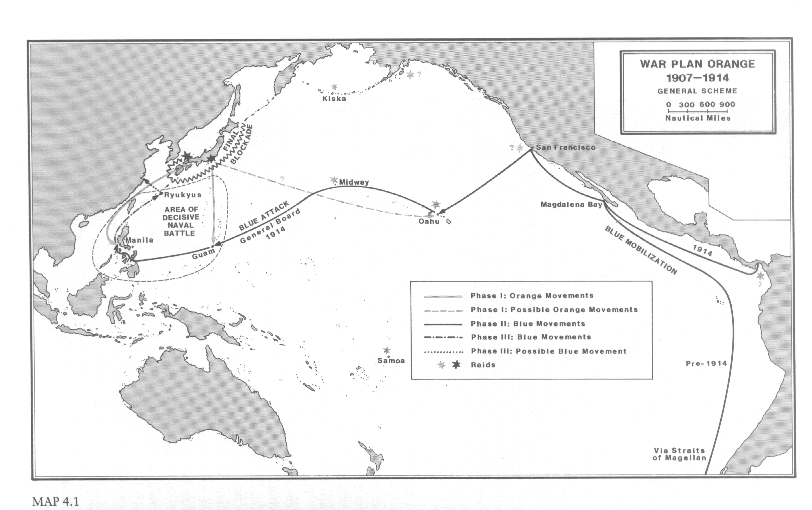 WAR PLAN ORANGE
1907–1914
GENERAL SCHEME
0 300 600 900
Nautical Miles
Kiska
?
?
San Francisco
FINAL
BLOCKADE
?
Midway
Ryukyus
AREA OF
DECISIVE
NAVAL
BATTLE
Oahu
Magdalena Bay
BLUE ATTACK
General Board
1914
BLUE MOBILIZATION
1914
Manila
Guam
?
Phase I: Orange Movements
Phase I: Possible Orange Movements
Phase II: Blue Movements
Phase III: Blue Movements
Phase III: Possible Blue Movement
Raids
Samoa
Pre-1914
Via Straits
of Magellan
MAP 4.1